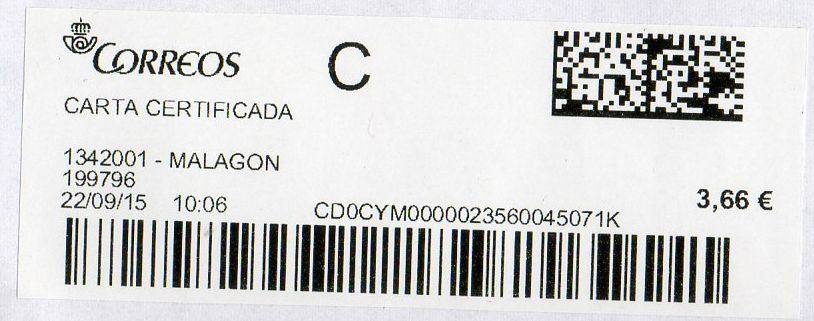 CORREOS
C
CARTA CERTIFICADA
1342001 - MALAGON
199796
22/09/15 10:06
CD0CYM0000023560045071K
3,66 €